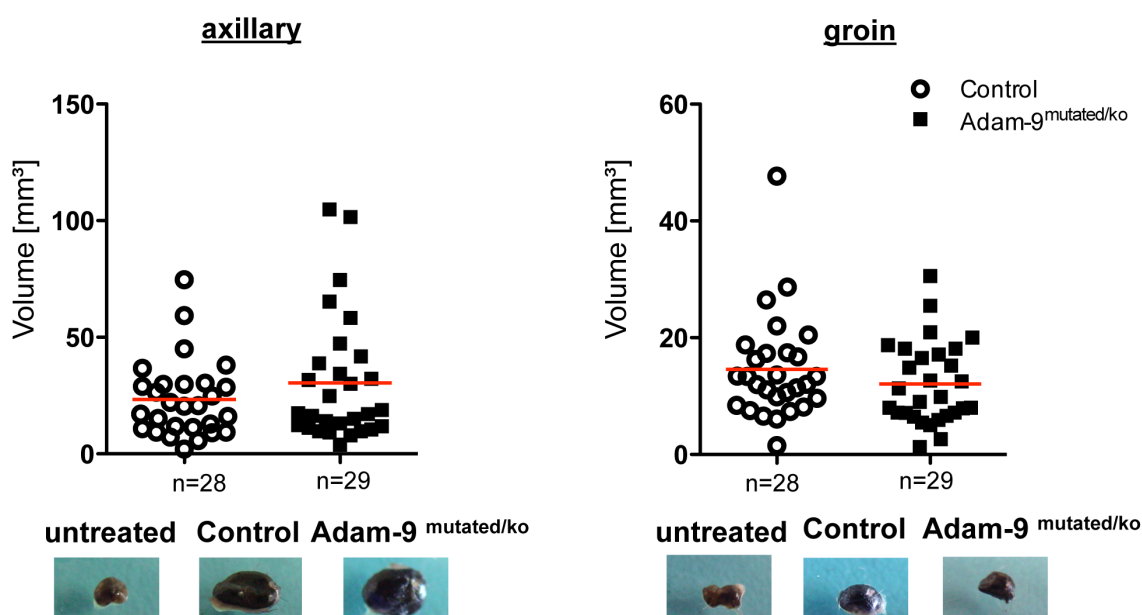 axillary
150
100
50
0
Volume [mm³]
n=28
n=29
untreated Control Adam-9 mutated/ko
groin
Control
Adam-9mutated/ko
60
40
20
0
Volume [mm³]
n=28
n=29
untreated Control Adam-9 mutated/ko